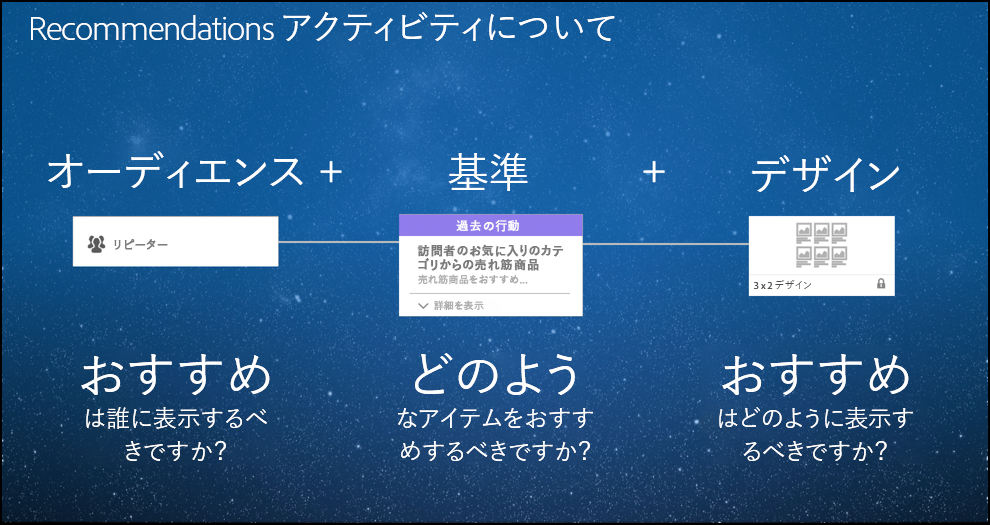 Recommendations アクティビティについて
オーディエンス + 基準 + デザイン
リピーター
過去の行動
訪問者のお気に入りのカテ
ゴリからの売れ筋商品
売れ筋商品をおすすめ...
詳細を表示
3 x 2 デザイン
おすすめ
は誰に表示するべ
きですか?
どのよう
なアイテムをおすす
めするべきですか?
おすすめ
はどのように表示す
るべきですか?